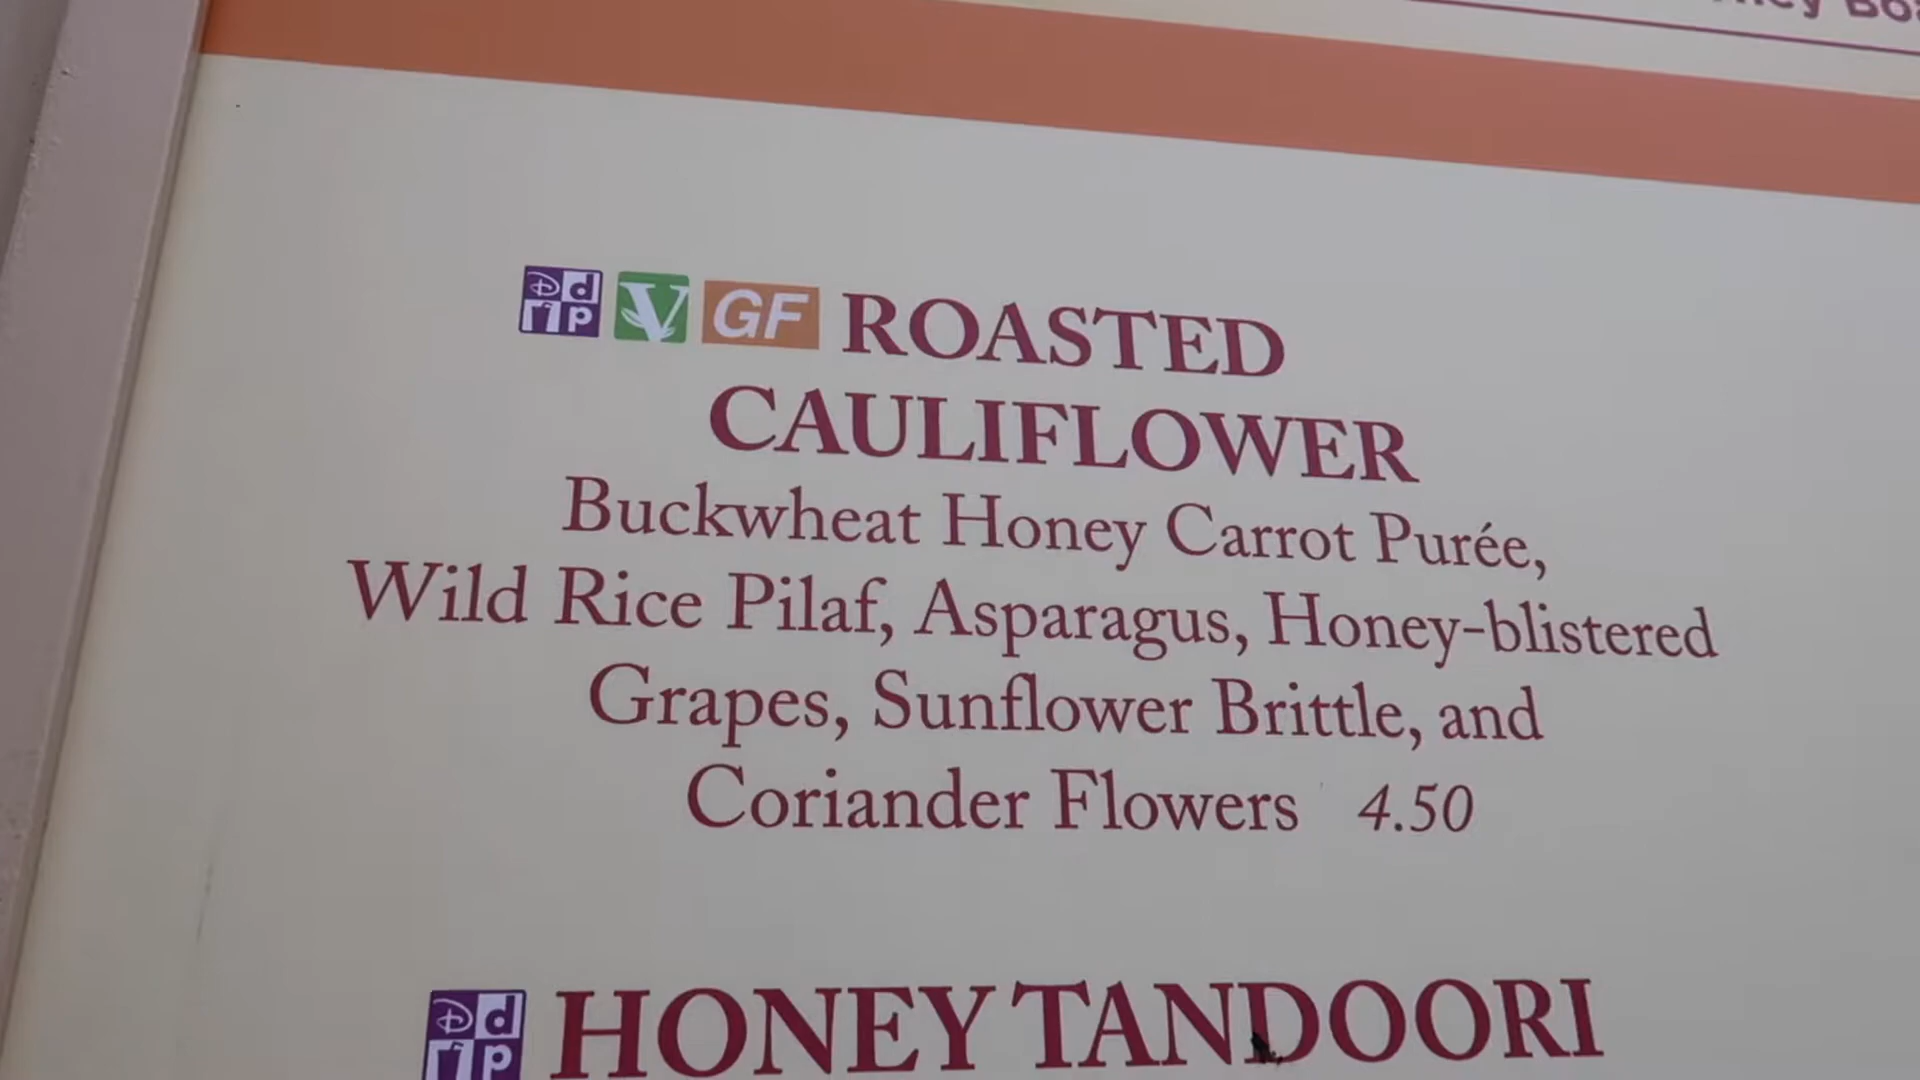 D d
p
V GF ROASTED
CAULIFLOWER
Buckwheat Honey Carrot Purée,
Wild Rice Pilaf, Asparagus, Honey-blistered
Grapes, Sunflower Brittle, and
Coriander Flowers 4.50
D d
p
HONEY TANDOORI